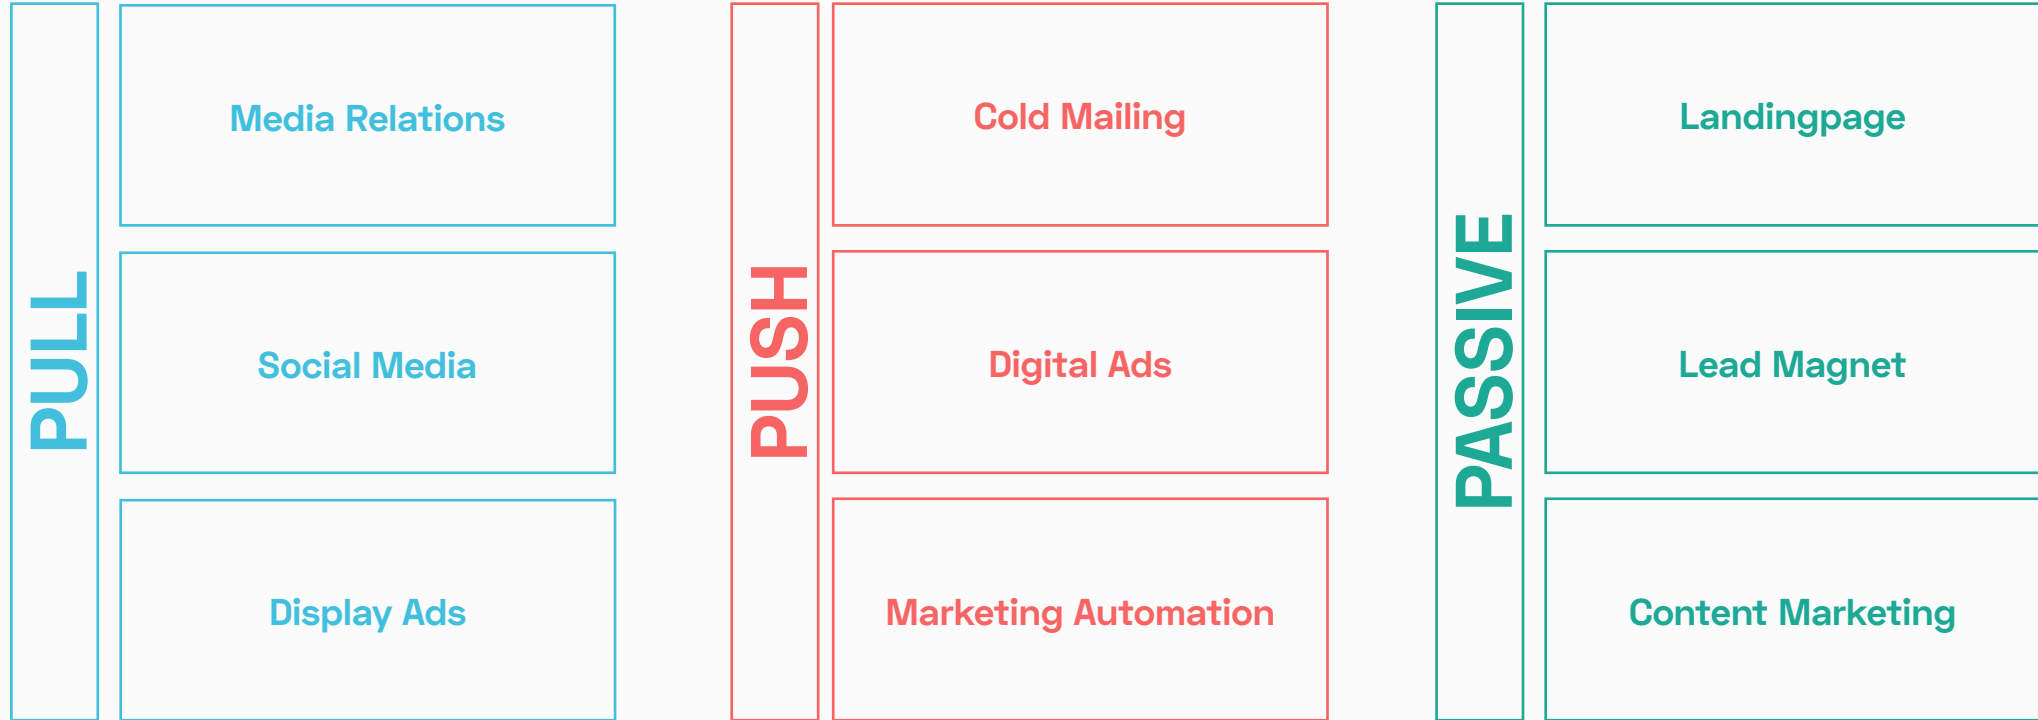 PULL
Media Relations
Social Media
Display Ads
PUSH
Cold Mailing
Digital Ads
Marketing Automation
PASSIVE
Landingpage
Lead Magnet
Content Marketing